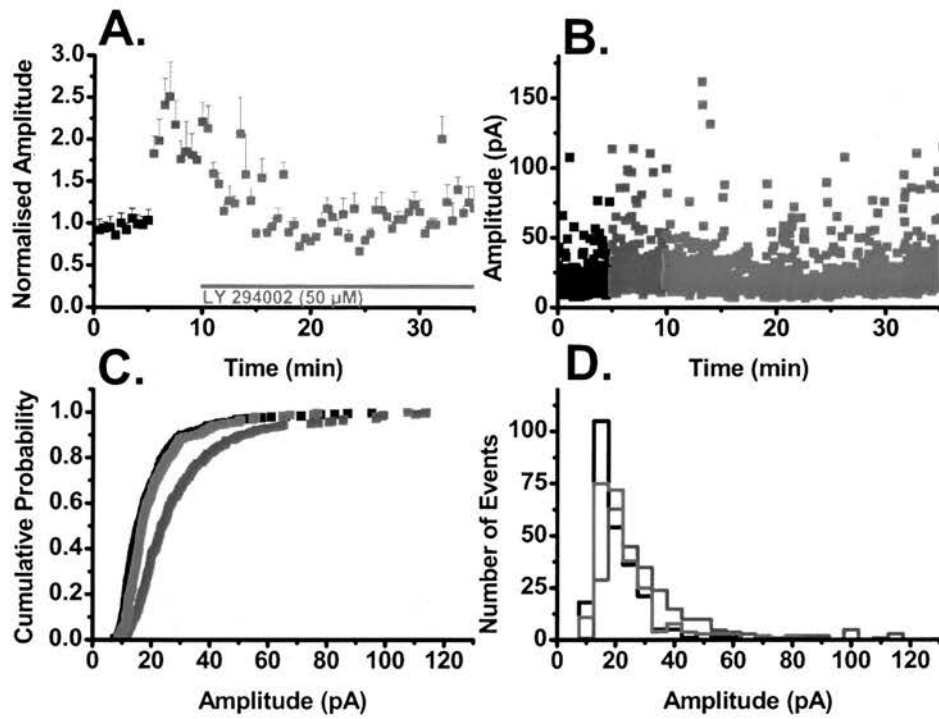 A.
Normalised Amplitude
3.0
2.5
2.0
1.5
1.0
0.5
0.0
LY 294002 (50 µM)
0 10 20 30
Time (min)
B.
Amplitude (pA)
150
100
50
0
0 10 20 30
Time (min)
C.
Cumulative Probability
1.0
0.8
0.6
0.4
0.2
0.0
0 20 40 60 80 100 120
Amplitude (pA)
D.
Number of Events
100
75
50
25
0
0 20 40 60 80 100 120
Amplitude (pA)